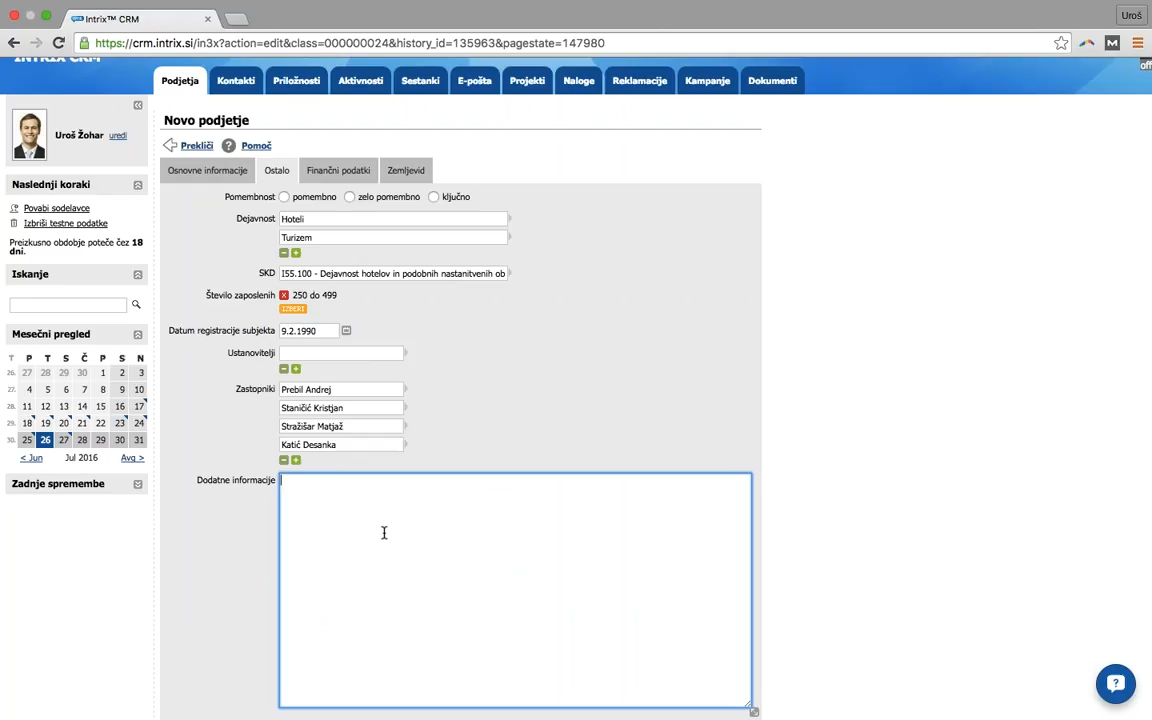 Intrix™ CRM
Uroš
https://crm.intrix.si/in3x?action=edit&class=000000024&history_id=135963&pagestate=147980
M
INTRIX CRM
off
Podjetja Kontakti Priložnosti Aktivnosti Sestanki E-pošta Projekti Naloge Reklamacije Kampanje Dokumenti
Uroš Žohar uredi
Naslednji koraki
Povabi sodelavce
Izbriši testne podatke
Preizkusno obdobje poteče čez 18
dni.
Iskanje
Mesečni pregled
T P T S Č P S N
26. 27 28 29 30 1 2 3
27. 4 5 6 7 8 9 10
28. 11 12 13 14 15 16 17
29. 18 19 20 21 22 23 24
30. 25 26 27 28 29 30 31
< Jun Jul 2016 Avg >
Zadnje spremembe
Novo podjetje
Prekliči ? Pomoč
Osnovne informacije Ostalo Finančni podatki Zemljevid
Pomembnost pomembno zelo pomembno ključno
Dejavnost Hoteli
Turizem
SKD I55.100 - Dejavnost hotelov in podobnih nastanitvenih ob
Število zaposlenih x 250 do 499
IZBERI
Datum registracije subjekta 9.2.1990
Ustanovitelji
Zastopniki Prebil Andrej
Staničić Kristjan
Stražišar Matjaž
Katić Desanka
Dodatne informacije